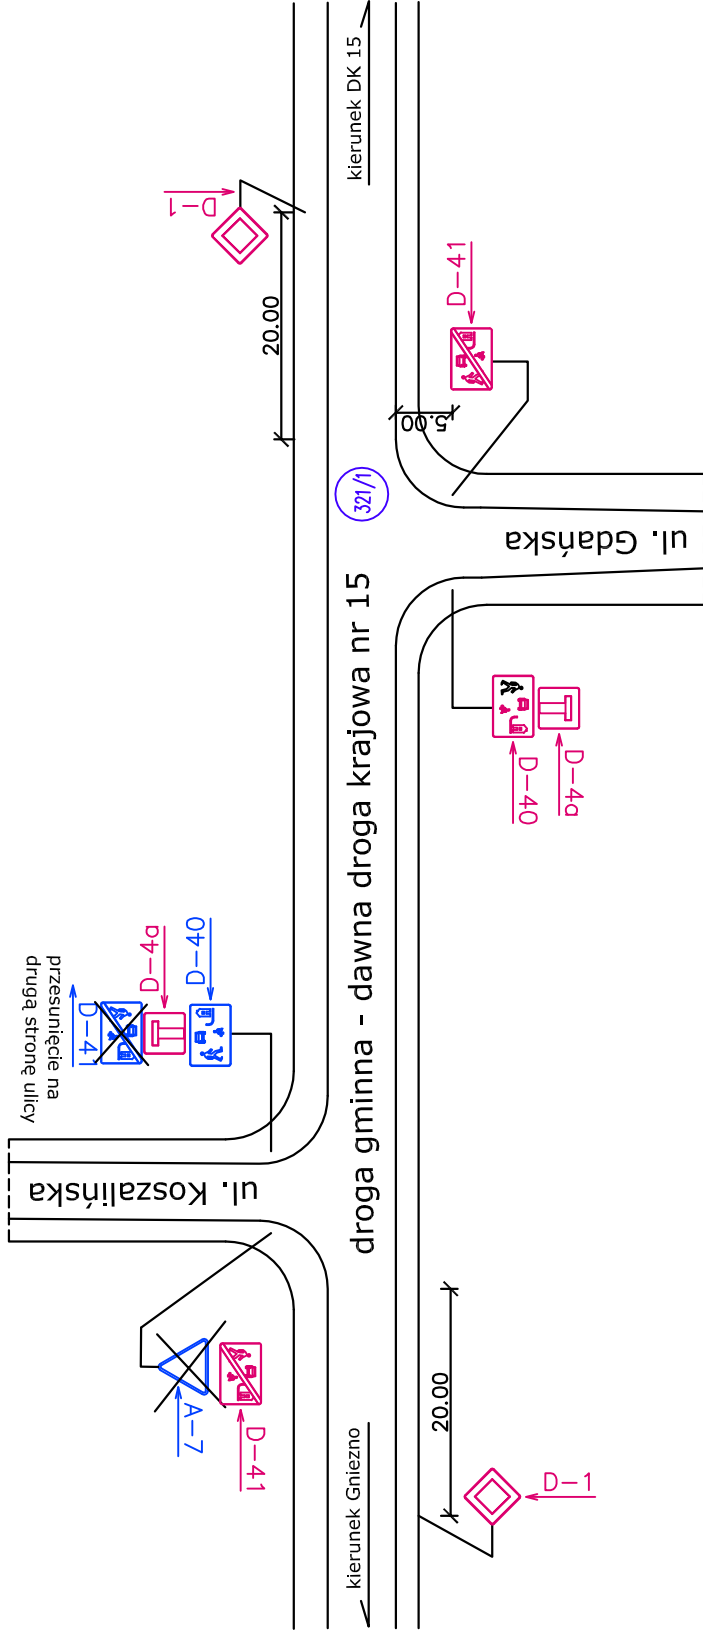 kierunek DK 15
D-1
20.00
D-41
5.00
321/1
ul. Gdańska
droga gminna - dawna droga krajowa nr 15
D-4a
D-40
D-40
D-4a
D-41
przesunięcie na
drugą stronę ulicy
ul. Koszalińska
A-7
D-41
20.00
D-1
kierunek Gniezno